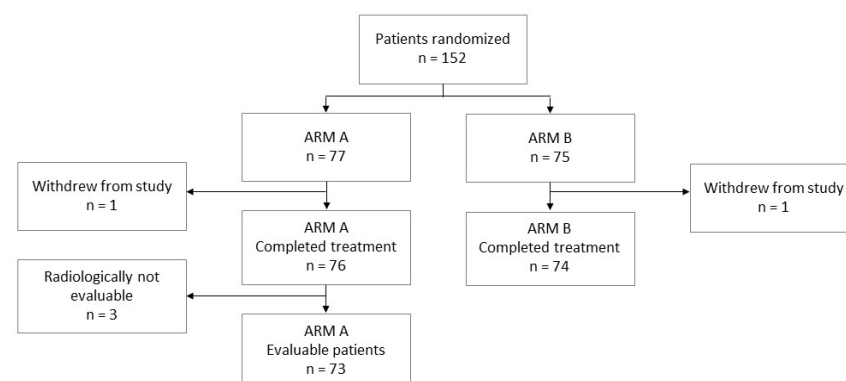 Patients randomized
n = 152
ARM A
n = 77
ARM B
n = 75
Withdrew from study
n = 1
Withdrew from study
n = 1
ARM A
Completed treatment
n = 76
ARM B
Completed treatment
n = 74
Radiologically not
evaluable
n = 3
ARM A
Evaluable patients
n = 73